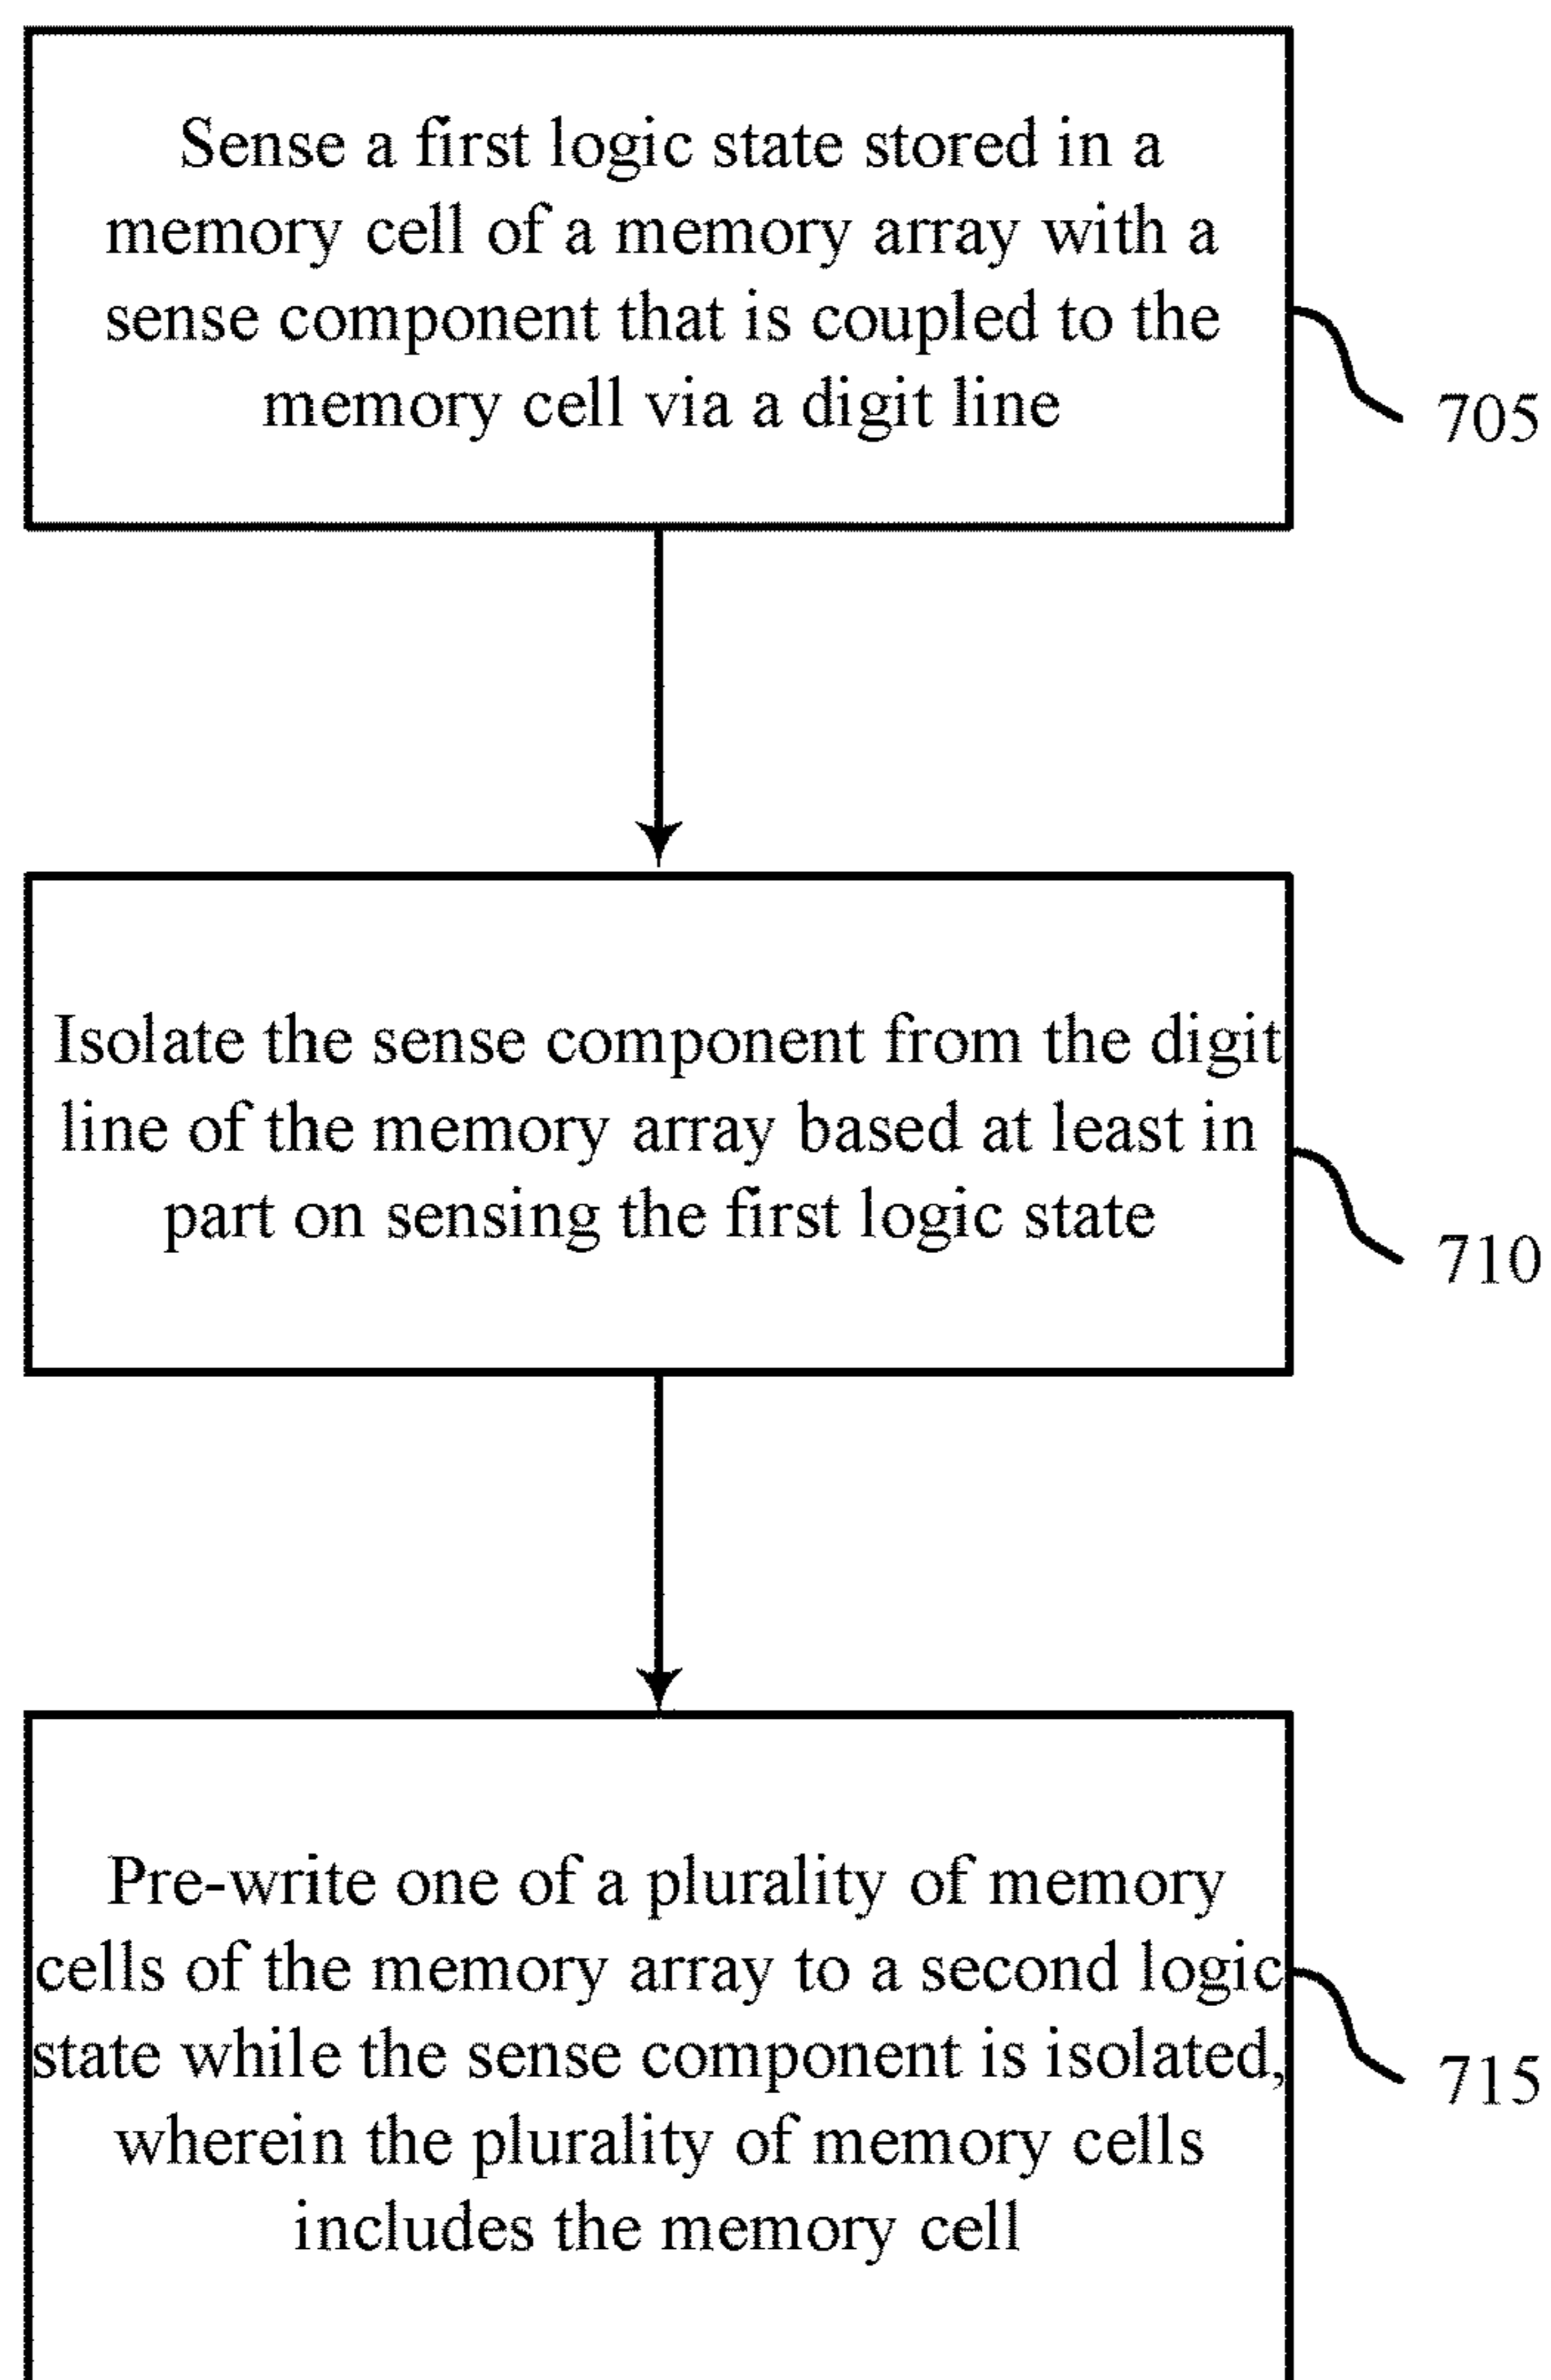 Sense a first logic state stored in a
memory cell of a memory array with a
sense component that is coupled to the
memory cell via a digit line
705
Isolate the sense component from the digit
line of the memory array based at least in
part on sensing the first logic state
710
Pre-write one of a plurality of memory
cells of the memory array to a second logic
state while the sense component is isolated,
wherein the plurality of memory cells
includes the memory cell
715